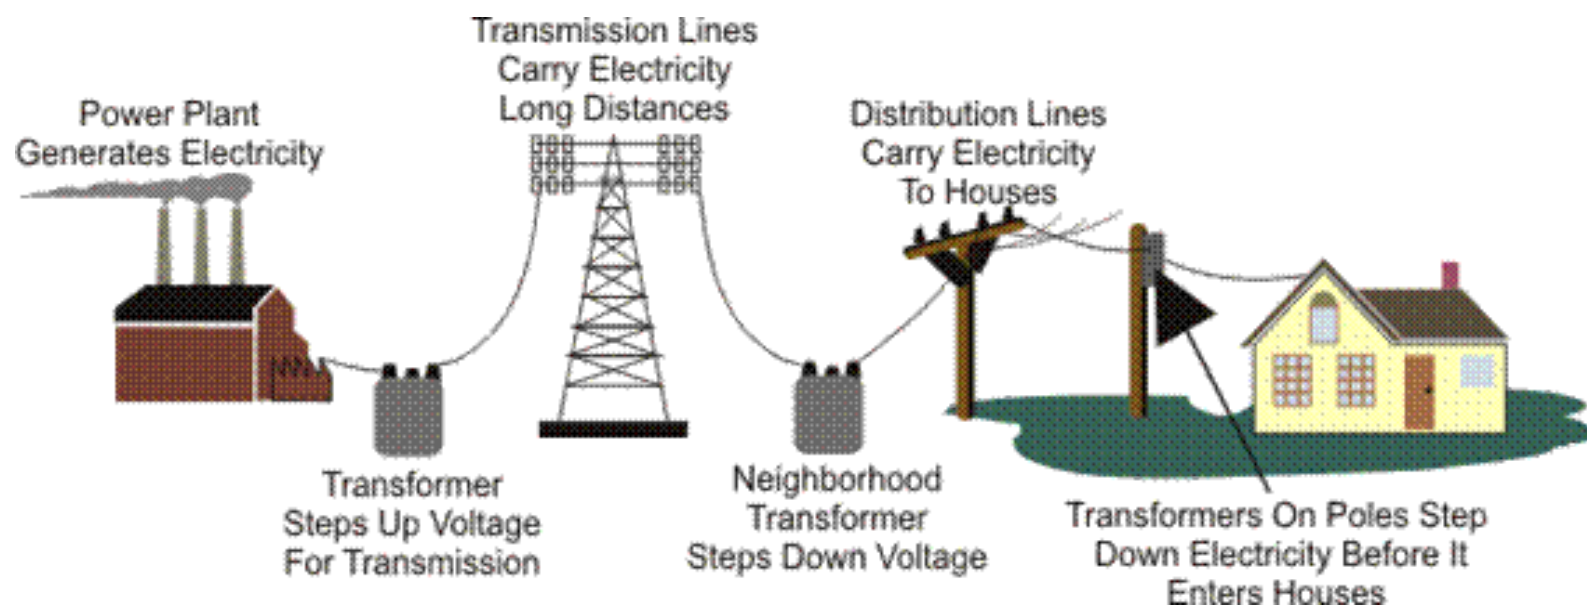 Transmission Lines
Carry Electricity
Long Distances
Power Plant
Generates Electricity
Distribution Lines
Carry Electricity
To Houses
Transformer
Steps Up Voltage
For Transmission
Neighborhood
Transformer
Steps Down Voltage
Transformers On Poles Step
Down Electricity Before It
Enters Houses